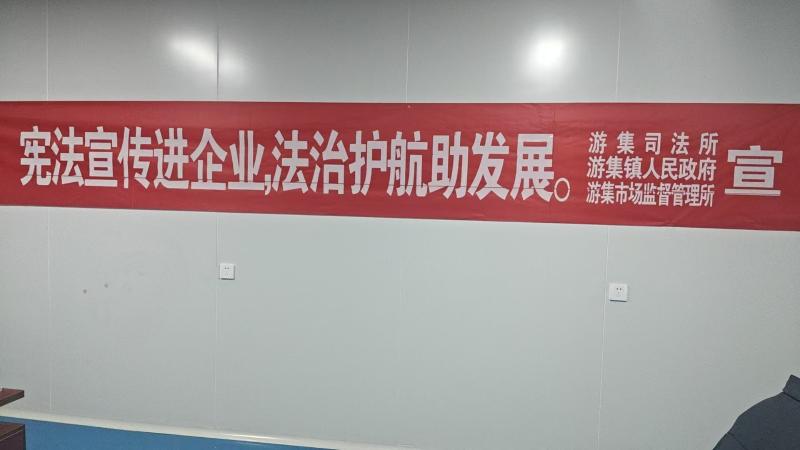 宪法宣传进企业,法治护航助发展。
游集司法所
游集镇人民政府
游集市场监督管理所
宣